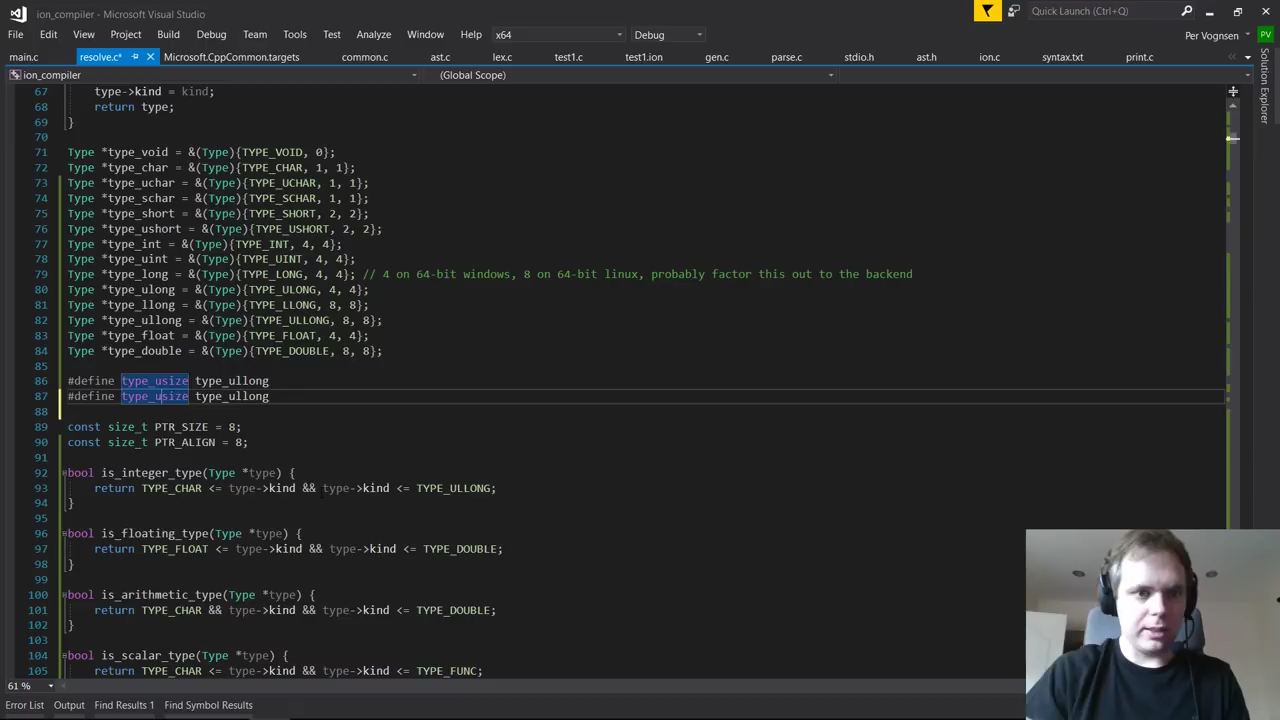 ion_compiler - Microsoft Visual Studio
Quick Launch (Ctrl+Q)
File Edit View Project Build Debug Team Tools Test Analyze Window Help x64 Debug
Per Vognsen PV
main.c resolve.c* Microsoft.CppCommon.targets common.c ast.c lex.c test1.c test1.ion gen.c parse.c stdio.h ast.h ion.c syntax.txt print.c
ion_compiler (Global Scope)
Solution Explorer
67 type->kind = kind;
68 return type;
69 }
70
71 Type *type_void = &(Type){TYPE_VOID, 0};
72 Type *type_char = &(Type){TYPE_CHAR, 1, 1};
73 Type *type_uchar = &(Type){TYPE_UCHAR, 1, 1};
74 Type *type_schar = &(Type){TYPE_SCHAR, 1, 1};
75 Type *type_short = &(Type){TYPE_SHORT, 2, 2};
76 Type *type_ushort = &(Type){TYPE_USHORT, 2, 2};
77 Type *type_int = &(Type){TYPE_INT, 4, 4};
78 Type *type_uint = &(Type){TYPE_UINT, 4, 4};
79 Type *type_long = &(Type){TYPE_LONG, 4, 4}; // 4 on 64-bit windows, 8 on 64-bit linux, probably factor this out to the backend
80 Type *type_ulong = &(Type){TYPE_ULONG, 4, 4};
81 Type *type_llong = &(Type){TYPE_LLONG, 8, 8};
82 Type *type_ullong = &(Type){TYPE_ULLONG, 8, 8};
83 Type *type_float = &(Type){TYPE_FLOAT, 4, 4};
84 Type *type_double = &(Type){TYPE_DOUBLE, 8, 8};
85
86 #define type_usize type_ullong
87 #define type_usize type_ullong
88
89 const size_t PTR_SIZE = 8;
90 const size_t PTR_ALIGN = 8;
91
92 bool is_integer_type(Type *type) {
93 return TYPE_CHAR <= type->kind && type->kind <= TYPE_ULLONG;
94 }
95
96 bool is_floating_type(Type *type) {
97 return TYPE_FLOAT <= type->kind && type->kind <= TYPE_DOUBLE;
98 }
99
100 bool is_arithmetic_type(Type *type) {
101 return TYPE_CHAR && type->kind && type->kind <= TYPE_DOUBLE;
102 }
103
104 bool is_scalar_type(Type *type) {
105 return TYPE_CHAR <= type->kind && type->kind <= TYPE_FUNC;
61 %
Error List Output Find Results 1 Find Symbol Results